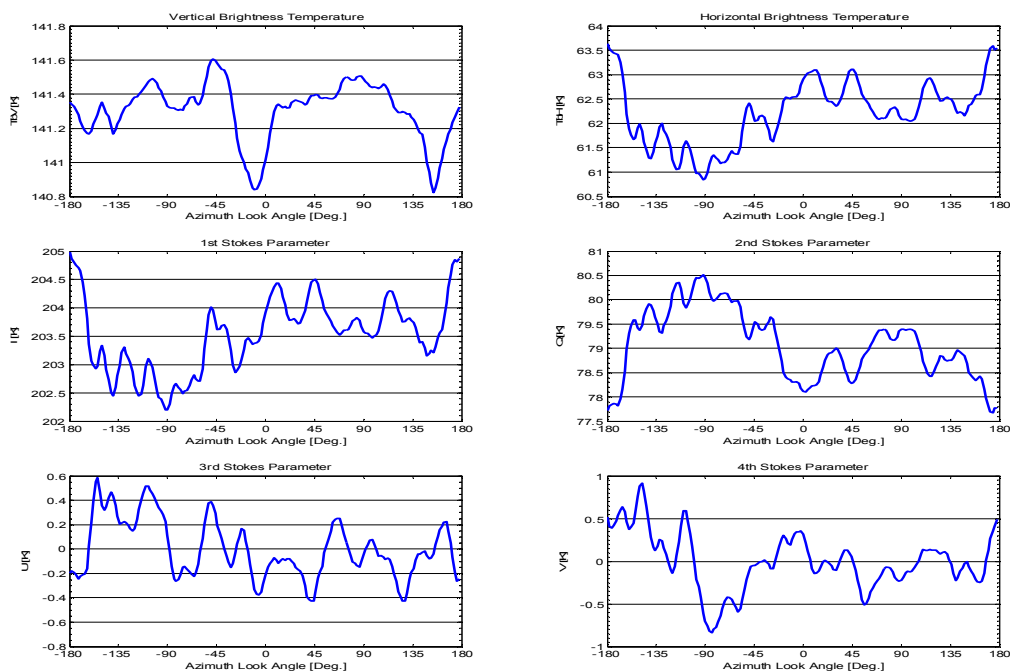 Vertical Brightness Temperature
141.8
141.6
141.4
141.2
141
140.8
TbV[K]
-180 -135 -90 -45 0 45 90 135 180
Azimuth Look Angle [Deg.]
Horizontal Brightness Temperature
64
63.5
63
62.5
62
61.5
61
60.5
TbH[K]
-180 -135 -90 -45 0 45 90 135 180
Azimuth Look Angle [Deg.]
1st Stokes Parameter
205
204.5
204
203.5
203
202.5
202
I[K]
-180 -135 -90 -45 0 45 90 135 180
Azimuth Look Angle [Deg.]
2nd Stokes Parameter
81
80.5
80
79.5
79
78.5
78
77.5
Q[K]
-180 -135 -90 -45 0 45 90 135 180
Azimuth Look Angle [Deg.]
3rd Stokes Parameter
0.6
0.4
0.2
0
-0.2
-0.4
-0.6
-0.8
U[K]
-180 -135 -90 -45 0 45 90 135 180
Azimuth Look Angle [Deg.]
4th Stokes Parameter
1
0.5
0
-0.5
-1
V[K]
-180 -135 -90 -45 0 45 90 135 180
Azimuth Look Angle [Deg.]